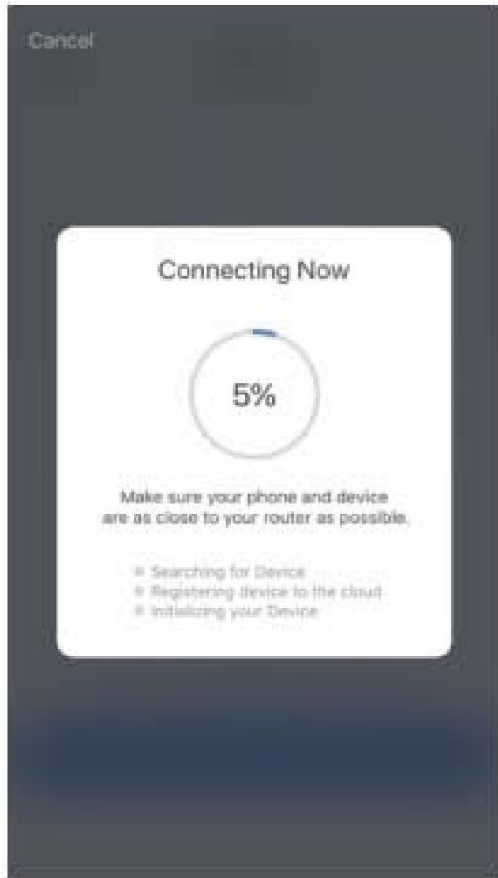 Cancel
Connecting Now
5%
Make sure your phone and device
are as close to your router as possible.
Searching for Device
Registering device to the cloud
Initializing your Device